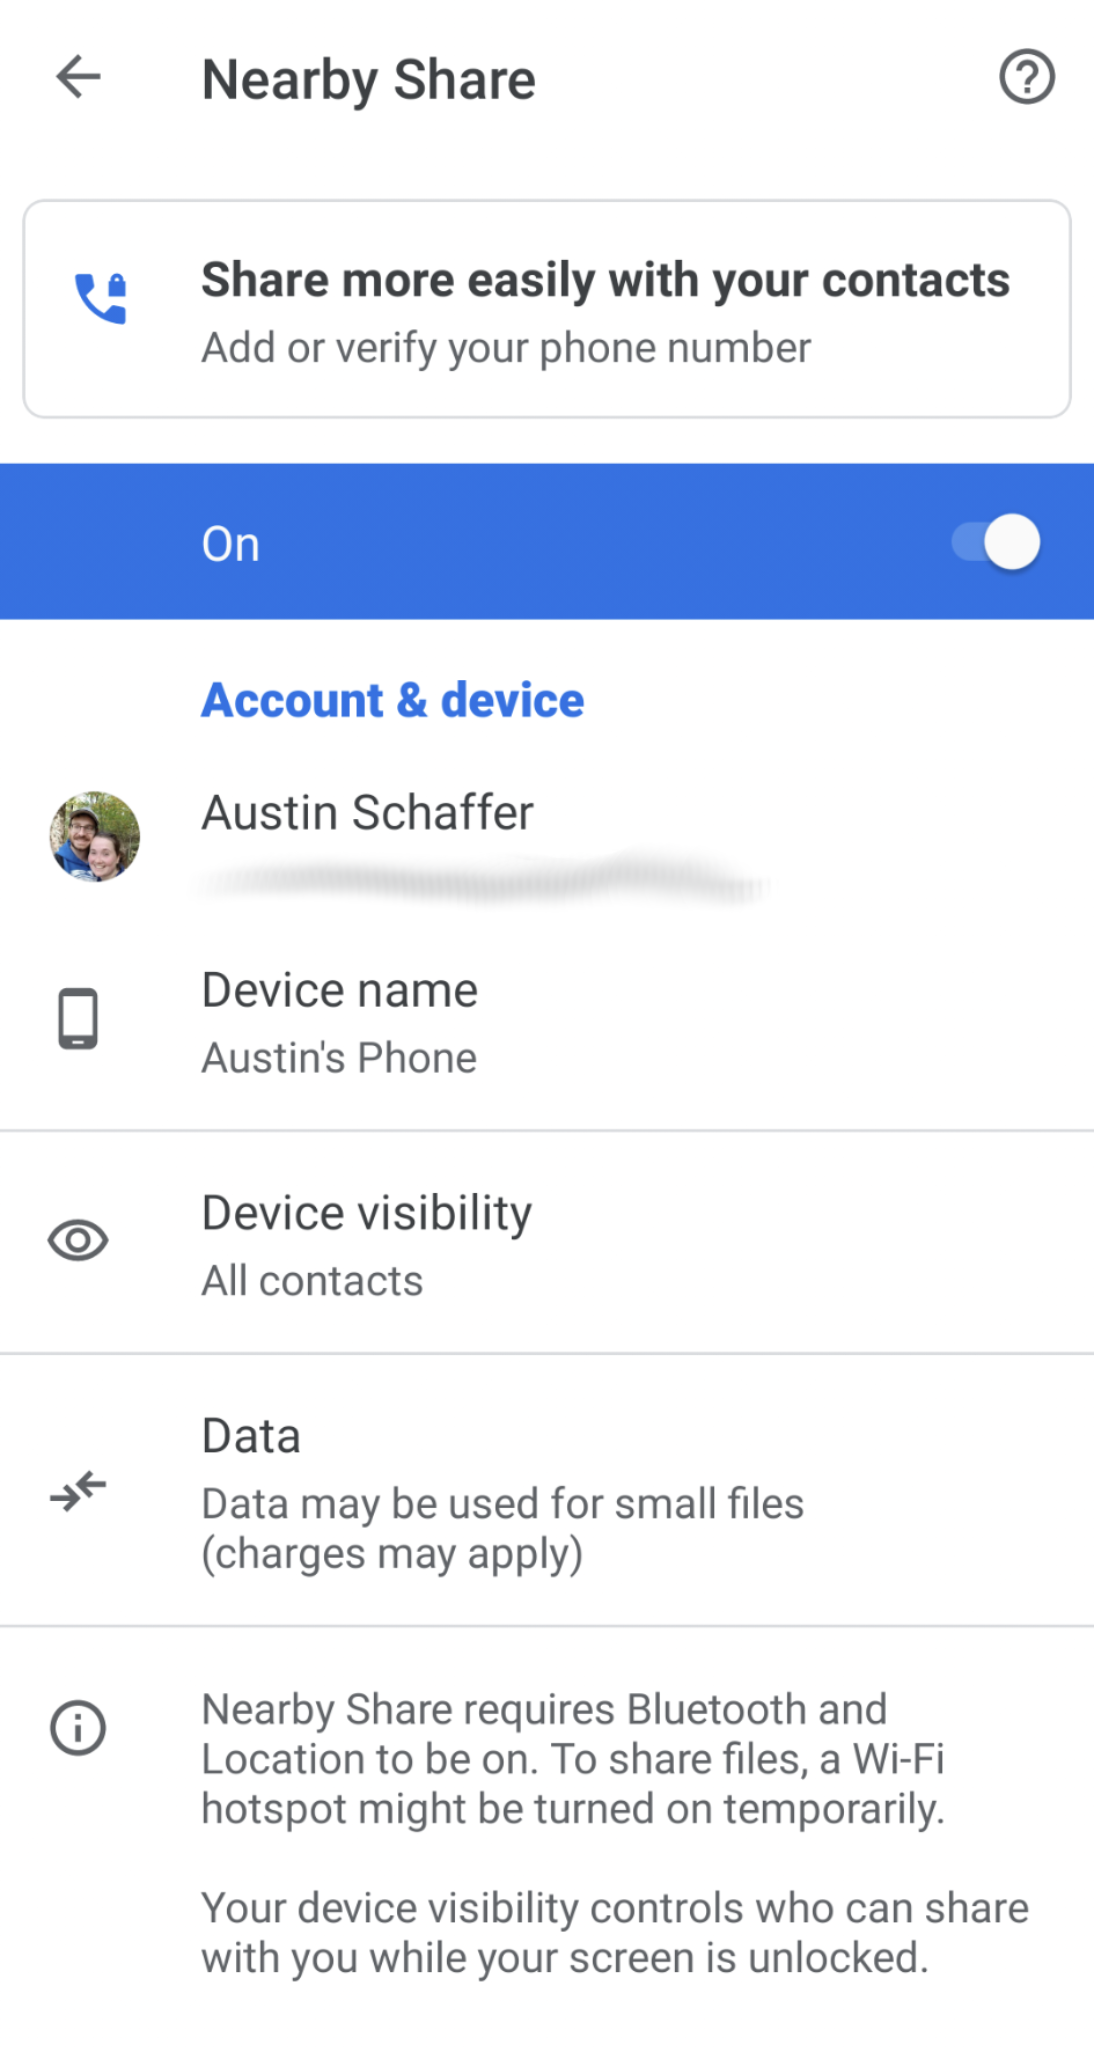 Nearby Share
Share more easily with your contacts
Add or verify your phone number
On
Account & device
Austin Schaffer
Device name
Austin's Phone
Device visibility
All contacts
Data
Data may be used for small files
(charges may apply)
Nearby Share requires Bluetooth and
Location to be on. To share files, a Wi-Fi
hotspot might be turned on temporarily.
Your device visibility controls who can share
with you while your screen is unlocked.